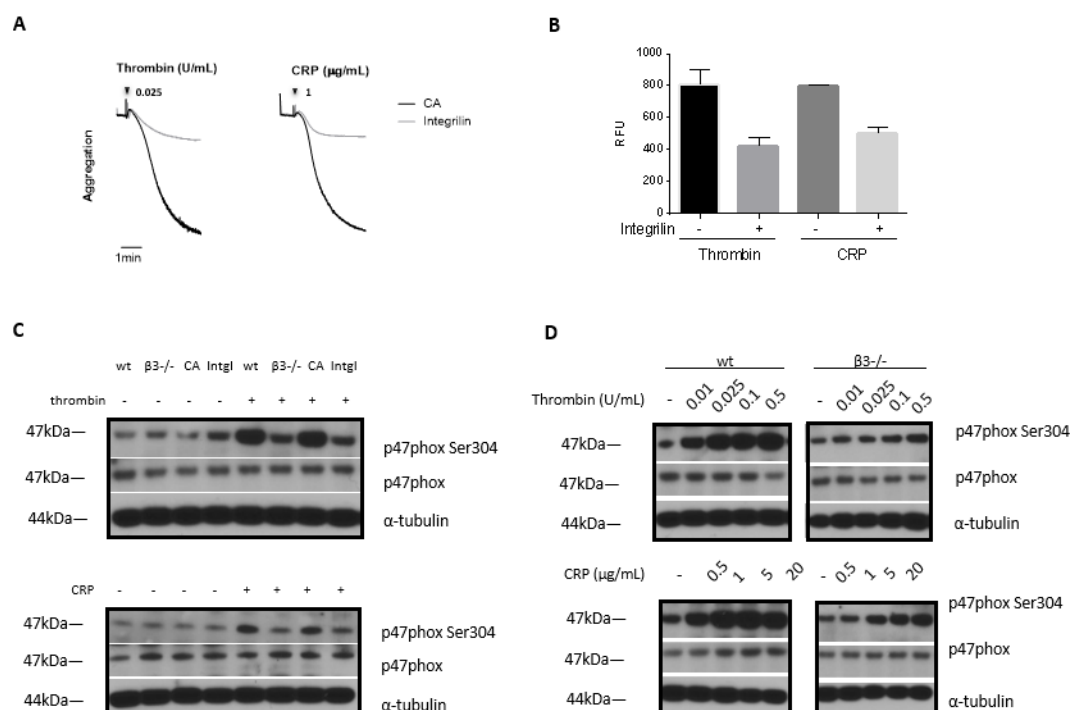 A
Thrombin (U/mL)
0.025
CRP (µg/mL)
1
CA
Integrilin
Aggregation
1min
B
1000
800
600
400
200
0
RFU
Integrilin - + - +
Thrombin CRP
C
wt β3-/- CA IntgI wt β3-/- CA IntgI
thrombin - - - - + + + +
47kDa—
p47phox Ser304
47kDa—
p47phox
44kDa—
α-tubulin
CRP - - - - + + + +
47kDa—
p47phox Ser304
47kDa—
p47phox
44kDa—
α-tubulin
D
wt β3-/-
Thrombin (U/mL) - 0.01 0.025 0.1 0.5 - 0.01 0.025 0.1 0.5
47kDa—
p47phox Ser304
47kDa—
p47phox
44kDa—
α-tubulin
CRP (µg/mL) - 0.5 1 5 20 - 0.5 1 5 20
47kDa—
p47phox Ser304
47kDa—
p47phox
44kDa—
α-tubulin